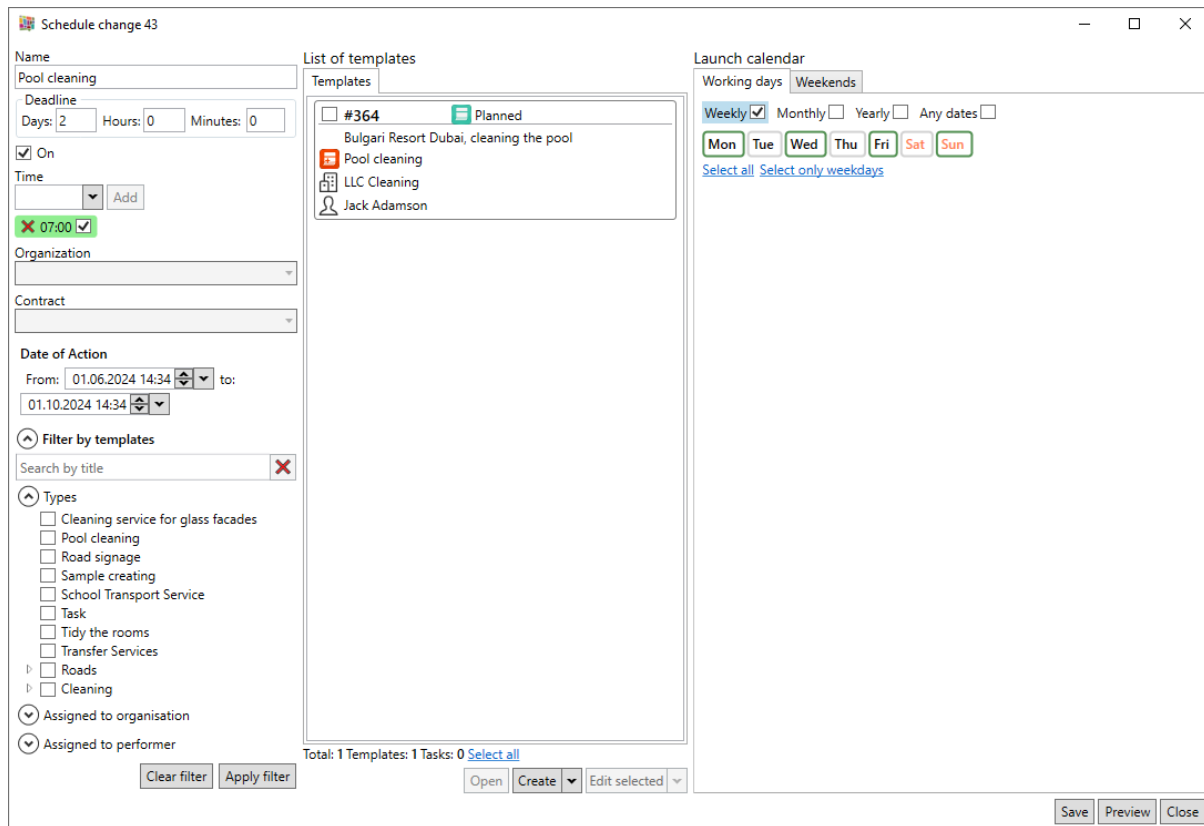 Schedule change 43
Name
Pool cleaning
Deadline
Days: 2 Hours: 0 Minutes: 0
On
Time
Add
07:00
Organization
Contract
Date of Action
From: 01.06.2024 14:34 to:
01.10.2024 14:34
Filter by templates
Search by title
Types
Cleaning service for glass facades
Pool cleaning
Road signage
Sample creating
School Transport Service
Task
Tidy the rooms
Transfer Services
Roads
Cleaning
Assigned to organisation
Assigned to performer
Clear filter Apply filter
List of templates
Templates
#364 Planned
Bulgari Resort Dubai, cleaning the pool
Pool cleaning
LLC Cleaning
Jack Adamson
Total: 1 Templates: 1 Tasks: 0 Select all
Open Create Edit selected
Launch calendar
Working days Weekends
Weekly Monthly Yearly Any dates
Mon Tue Wed Thu Fri Sat Sun
Select all Select only weekdays
Save Preview Close